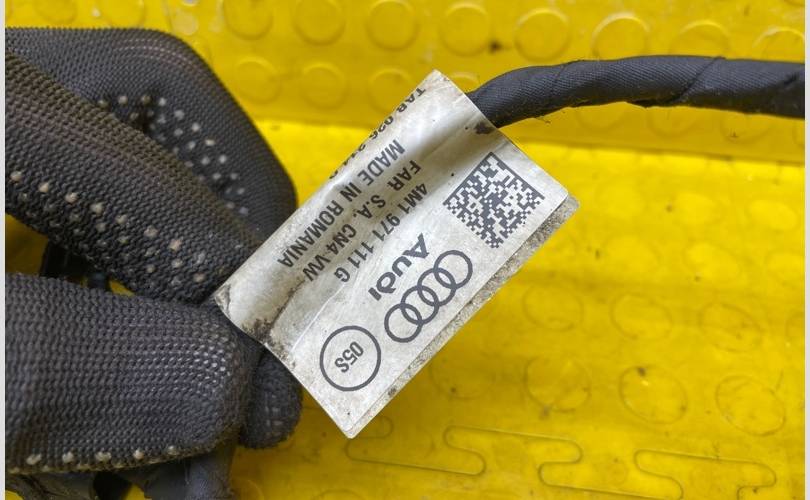 Audi
05S
4M1 971 111 G
FAR S.A. CN4-VW
MADE IN ROMANIA